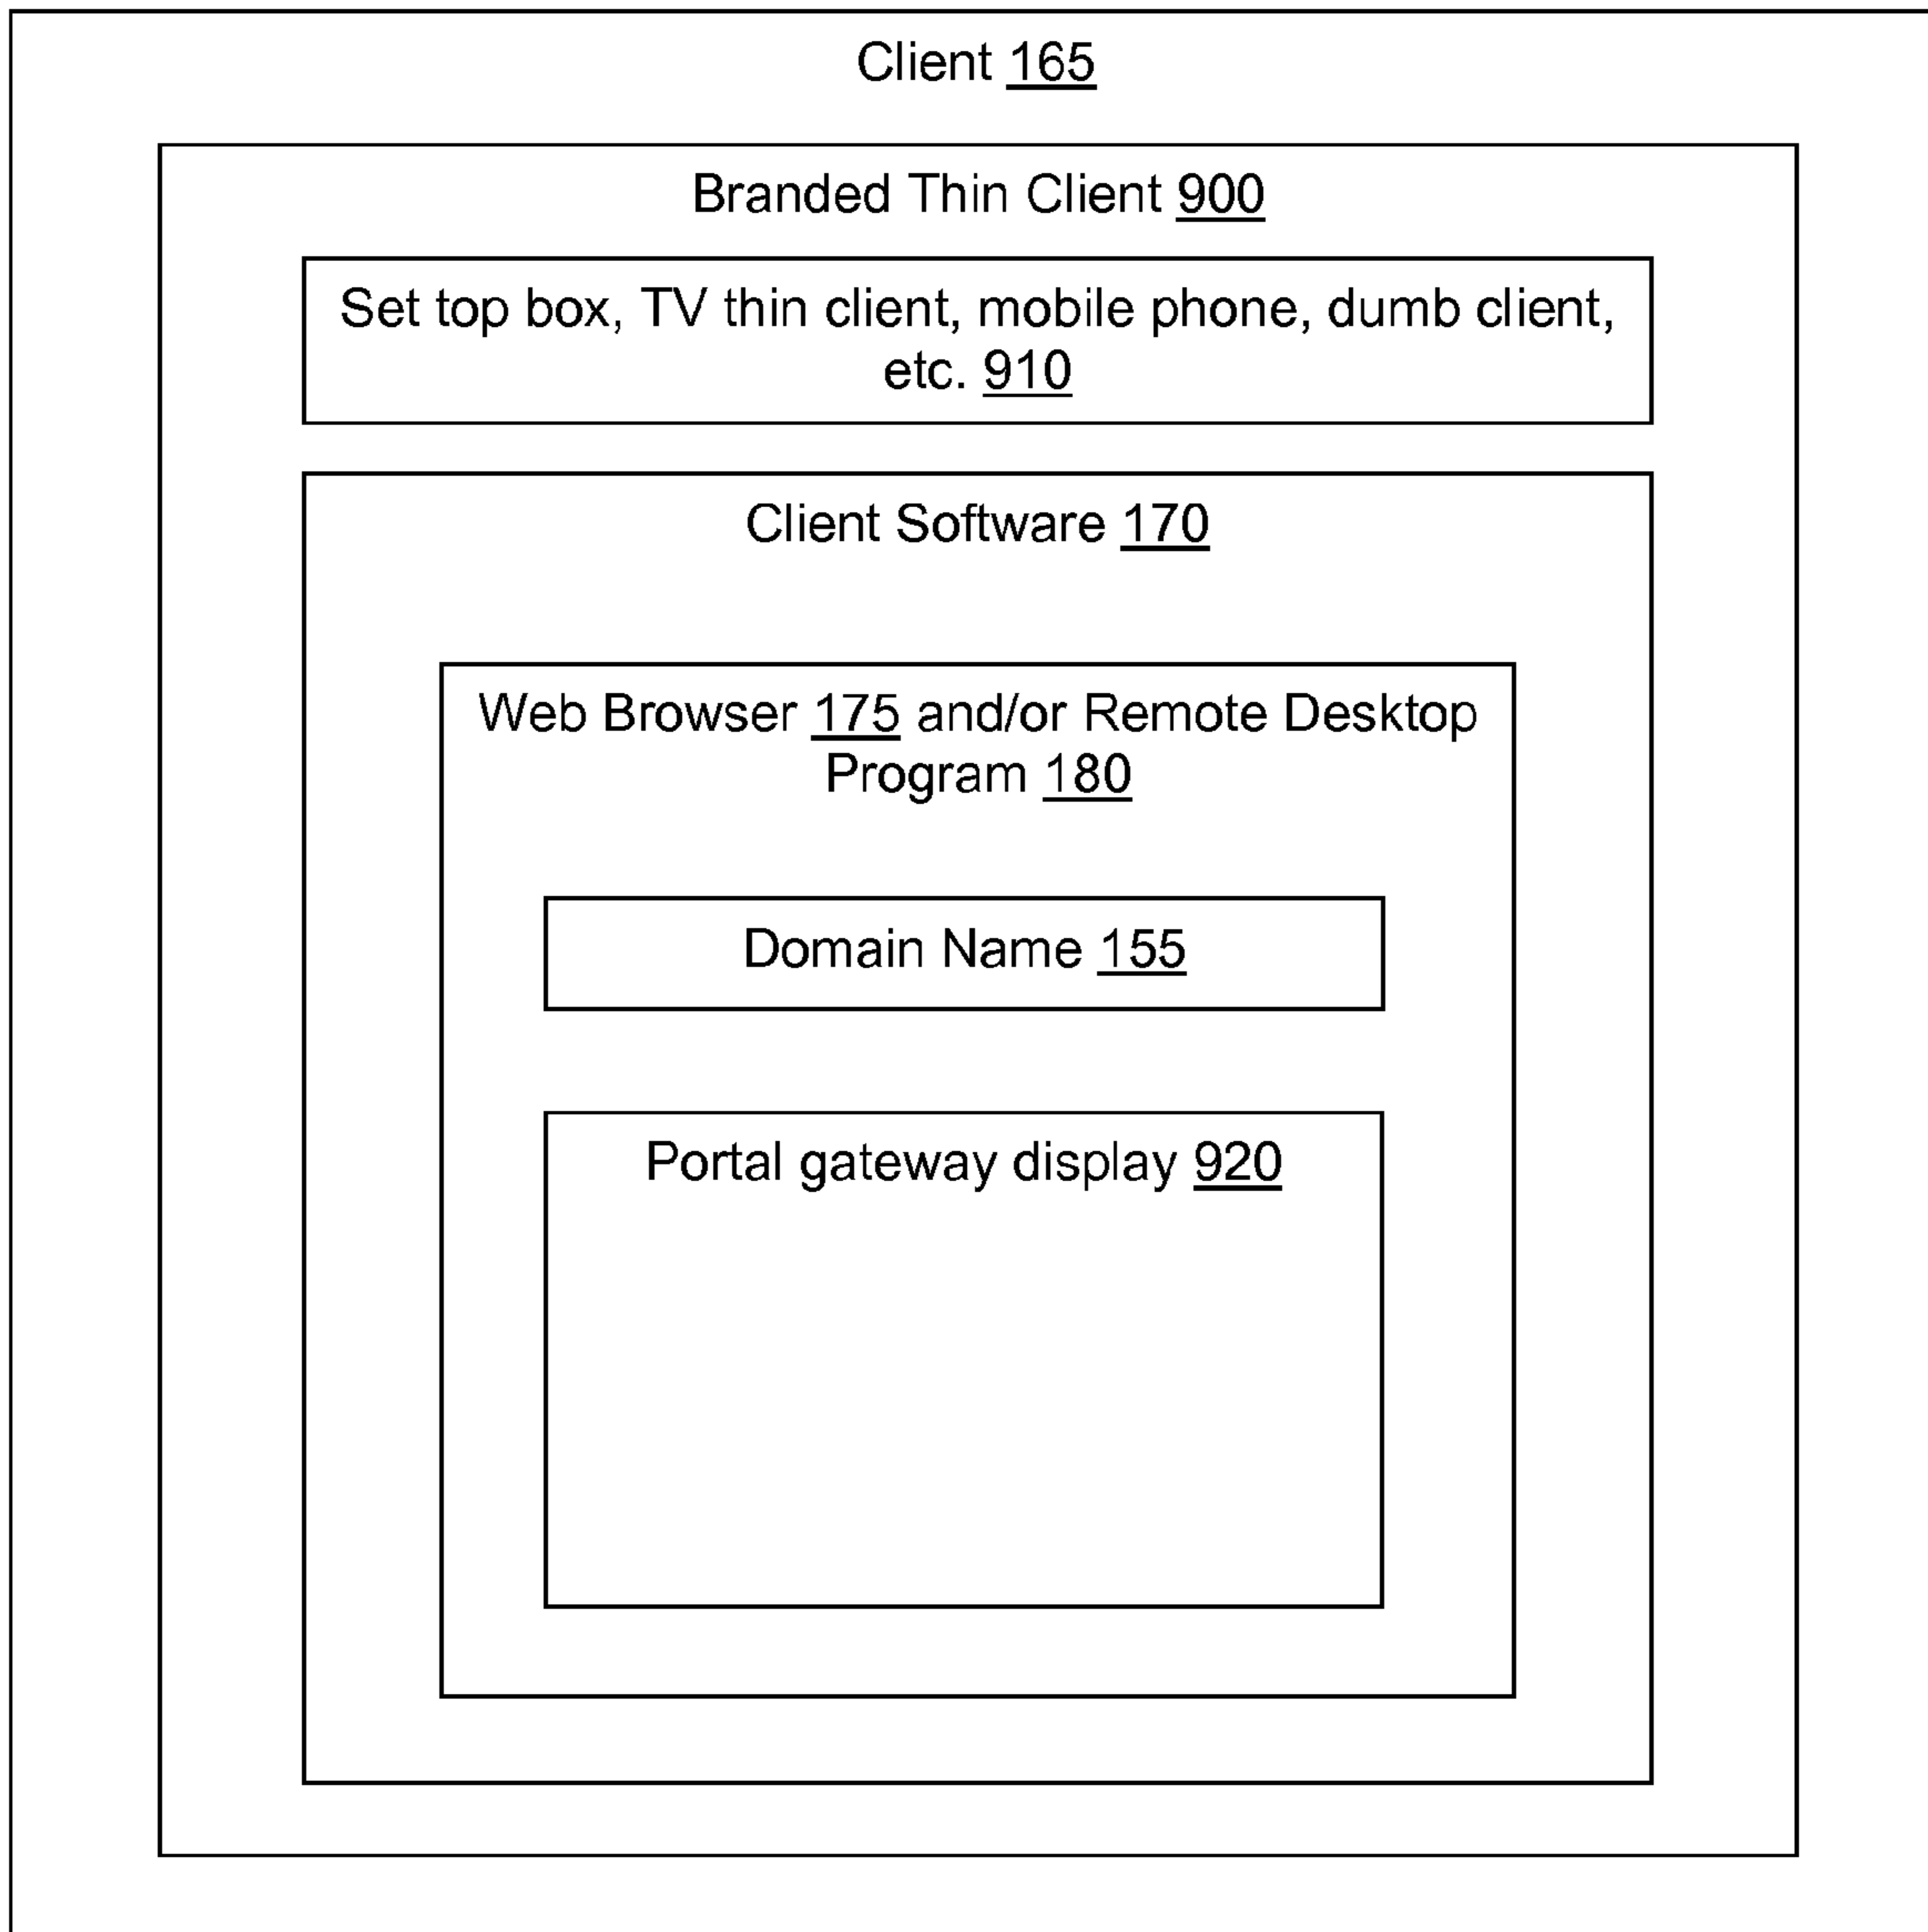 Client 165
Branded Thin Client 900
Set top box, TV thin client, mobile phone, dumb client,
etc. 910
Client Software 170
Web Browser 175 and/or Remote Desktop
Program 180
Domain Name 155
Portal gateway display 920